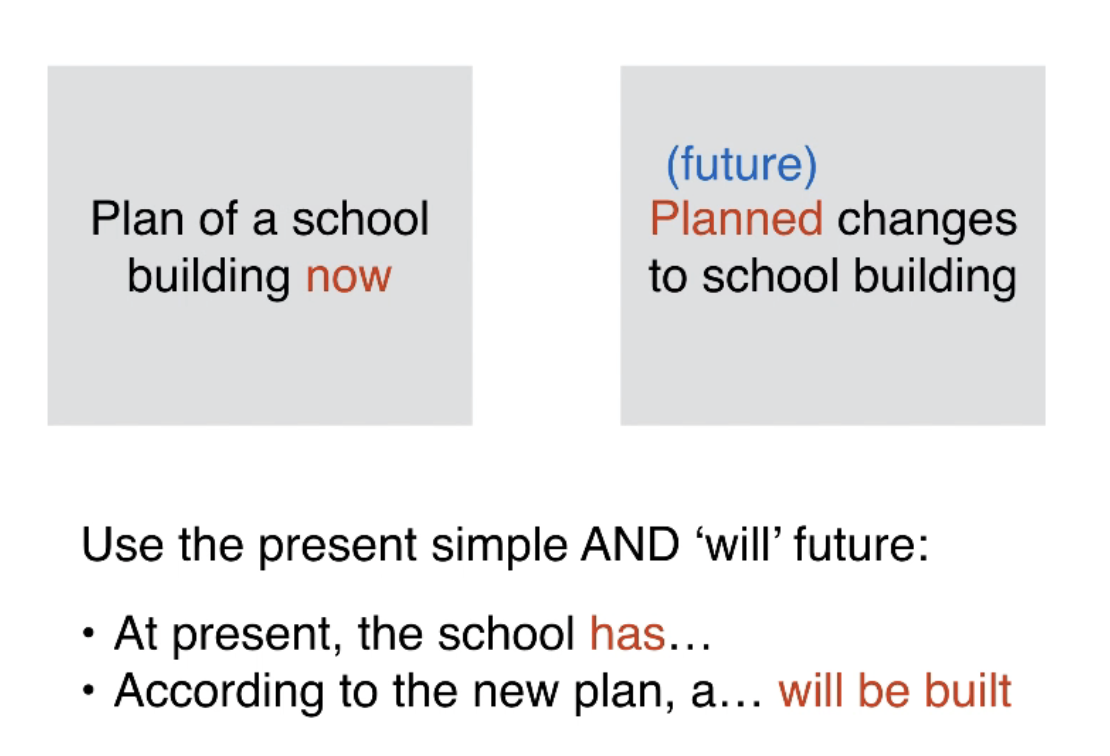 Plan of a school
building now
(future)
Planned changes
to school building
Use the present simple AND ‘will’ future:
• At present, the school has…
• According to the new plan, a… will be built